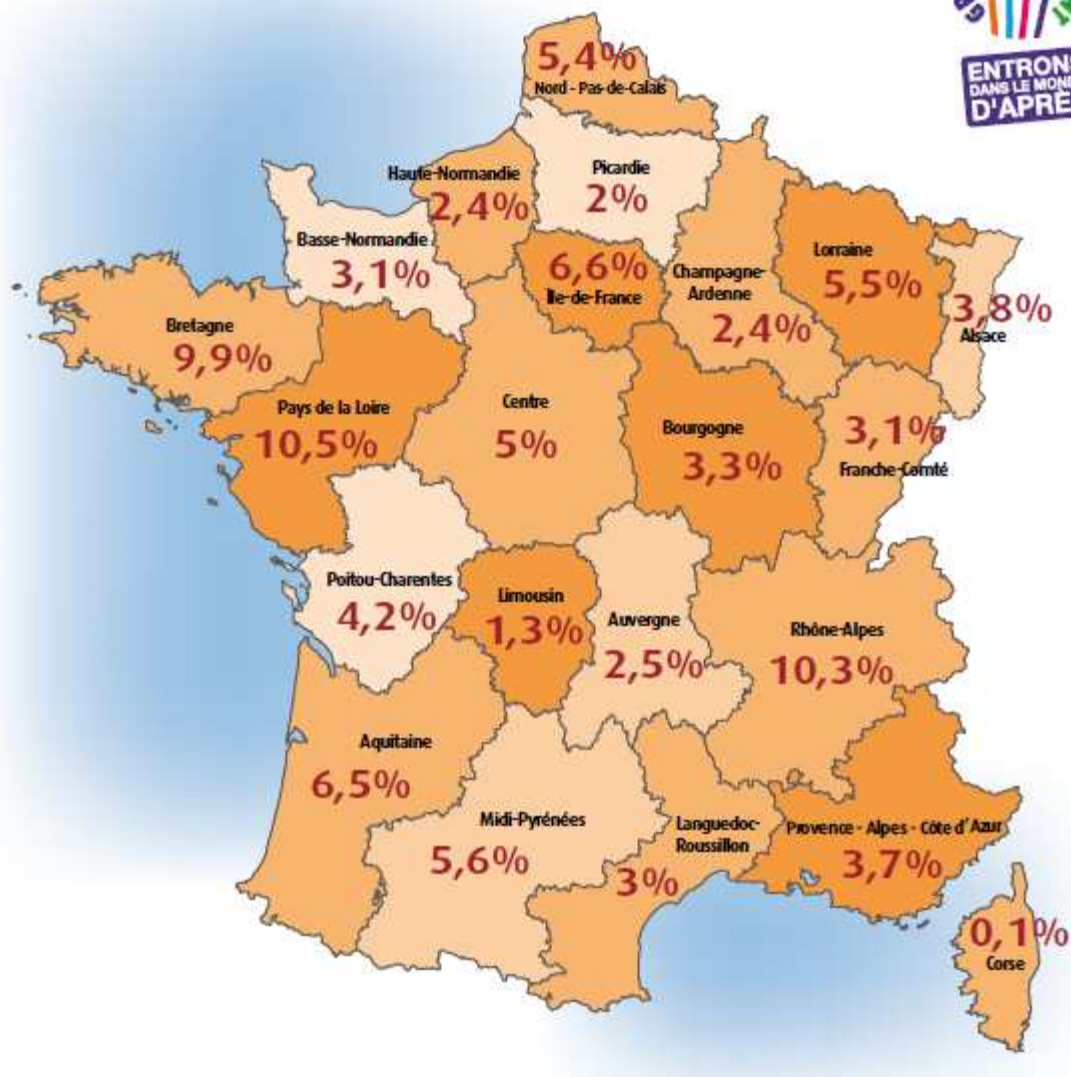 ENTRONS
DANS LE MOND
D'APRÈ
5,4%
Nord - Pas-de-Calais
Picardie
2%
Haute-Normandie
2,4%
Basse-Normandie
3,1%
6,6%
Île-de-France
Champagne-
Ardenne
2,4%
Lorraine
5,5%
3,8%
Alsace
Bretagne
9,9%
Pays de la Loire
10,5%
Centre
5%
Bourgogne
3,3%
3,1%
Franche-Comté
Poitou-Charentes
4,2%
Limousin
1,3%
Auvergne
2,5%
Rhône-Alpes
10,3%
Aquitaine
6,5%
Midi-Pyrénées
5,6%
Languedoc-
Roussillon
3%
Provence - Alpes - Côte d'Azur
3,7%
0,1%
Corse